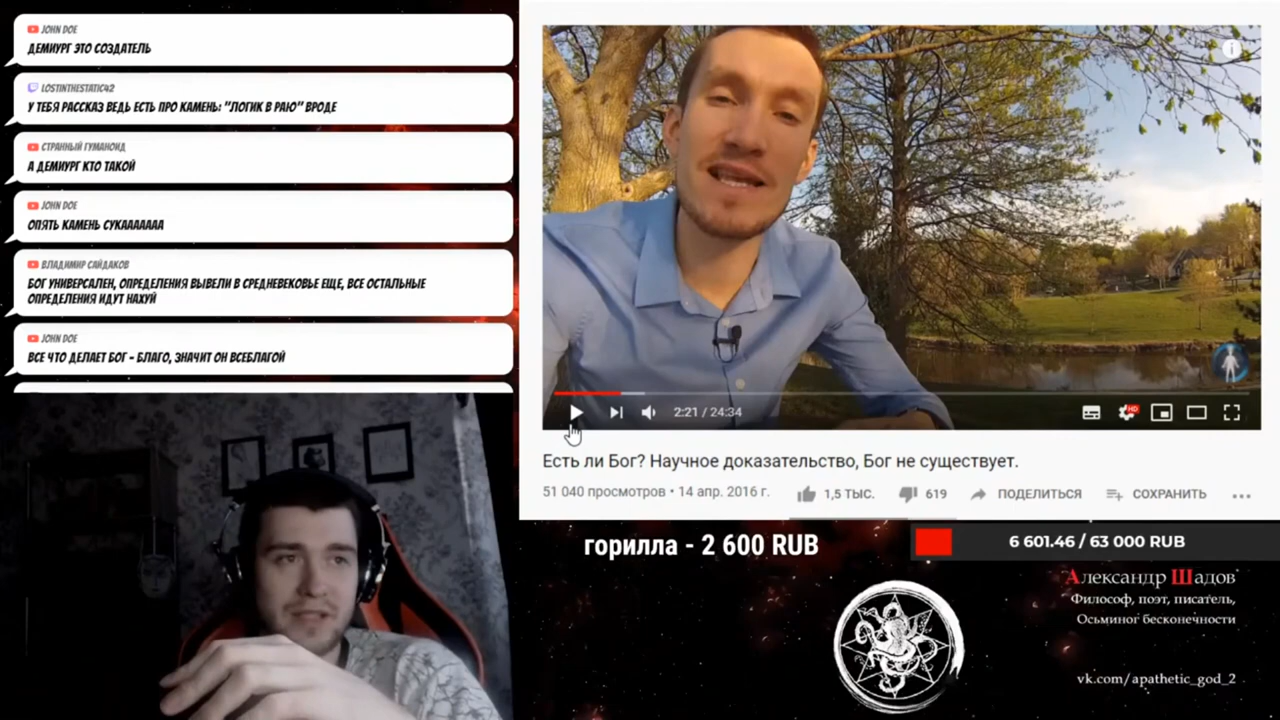 JOHN DOE
ДЕМИУРГ ЭТО СОЗДАТЕЛЬ
LOSTINTHESTATIC42
У ТЕБЯ РАССКАЗ ВЕДЬ ЕСТЬ ПРО КАМЕНЬ: "ЛОГИК В РАЮ" ВРОДЕ
СТРАННЫЙ ГУМАНОИД
А ДЕМИУРГ КТО ТАКОЙ
JOHN DOE
ОПЯТЬ КАМЕНЬ СУКААААААА
ВЛАДИМИР САЙДАКОВ
БОГ УНИВЕРСАЛЕН, ОПРЕДЕЛЕНИЯ ВЫВЕЛИ В СРЕДНЕВЕКОВЬЕ ЕЩЕ, ВСЕ ОСТАЛЬНЫЕ
ОПРЕДЕЛЕНИЯ ИДУТ НАХУЙ
JOHN DOE
ВСЕ ЧТО ДЕЛАЕТ БОГ - БЛАГО, ЗНАЧИТ ОН ВСЕБЛАГОЙ
2:21 / 24:34
HD
Есть ли Бог? Научное доказательство, Бог не существует.
51 040 просмотров • 14 апр. 2016 г.
1,5 ТЫС.
619
ПОДЕЛИТЬСЯ
СОХРАНИТЬ
горилла - 2 600 RUB
6 601.46 / 63 000 RUB
Александр Шадов
Философ, поэт, писатель,
Осьминог бесконечности
vk.com/apathetic_god_2